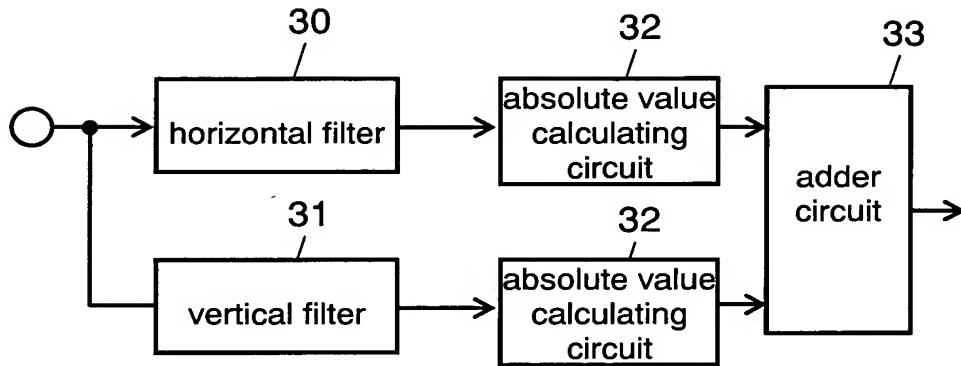 30
32
33
horizontal filter
absolute value
calculating
circuit
adder
circuit
31
32
vertical filter
absolute value
calculating
circuit